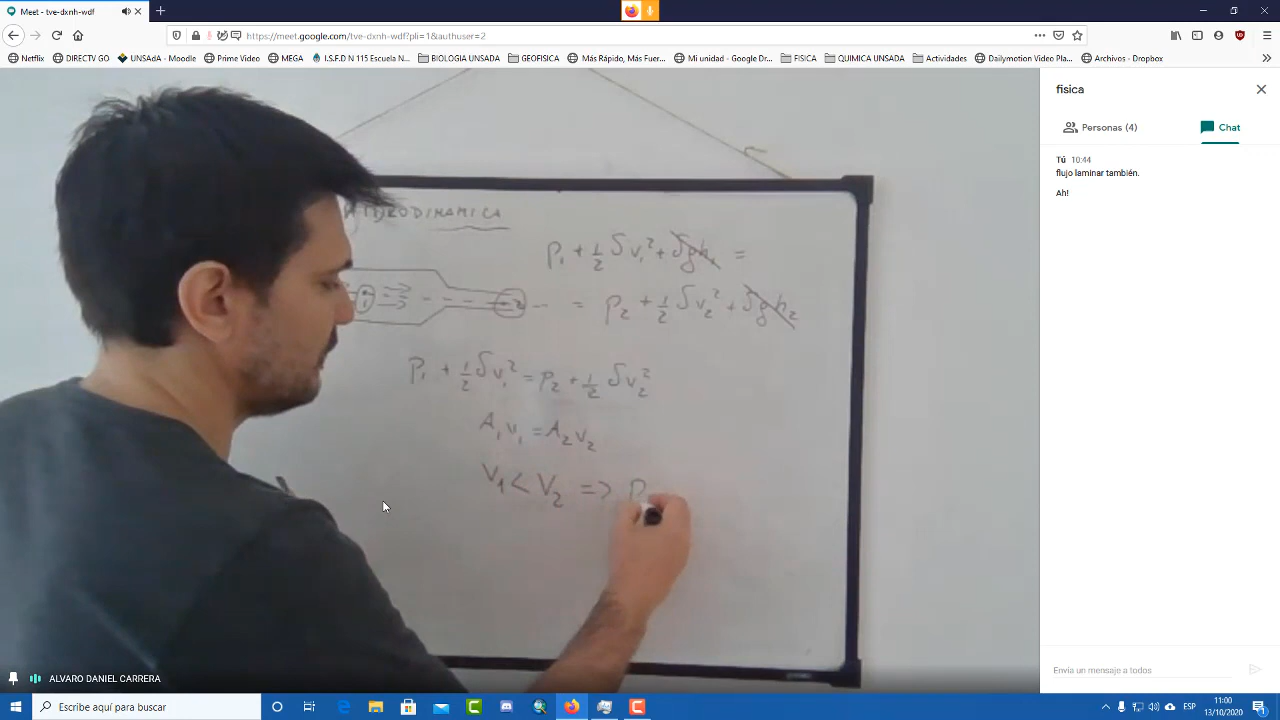 Meet - tve-dxnh-wdf
https://meet.google.com/tve-dxnh-wdf?pli=1&authuser=2
Netflix DIRECTV GO UNSAdA - Moodle Prime Video MEGA I.S.F.D N 115 Escuela N... BIOLOGIA UNSADA GEOFISICA Más Rápido, Más Fuer... Mi unidad - Google Dr... FISICA QUIMICA UNSADA Actividades Dailymotion Video Pla... Archivos - Dropbox
fisica
Personas (4) Chat
Tú 10:44
flujo laminar también.
Ah!
HIDRODINAMICA
P₁ + ½ δ v₁² + δgh₁ =
= P₂ + ½ δ v₂² + δgh₂
1 2
P₁ + ½ δ v₁² = P₂ + ½ δ v₂²
A₁ v₁ = A₂ v₂
V₁ < V₂ => P
ALVARO DANIEL CARRERA
Envía un mensaje a todos
Escribe aquí para buscar
ESP
11:00
13/10/2020
1